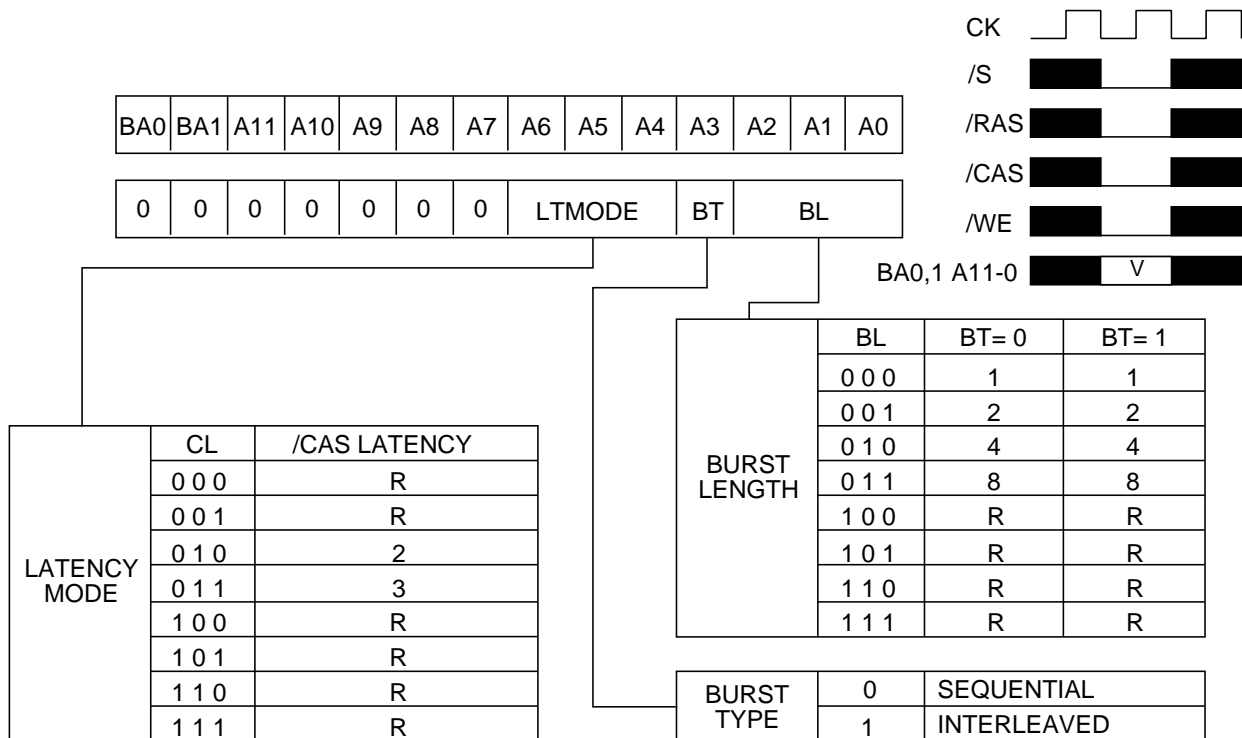 CK
/S
/RAS
/CAS
/WE
BA0,1 A11-0 V
BA0 BA1 A11 A10 A9 A8 A7 A6 A5 A4 A3 A2 A1 A0
0 0 0 0 0 0 0 LTMODE BT BL
BURST
LENGTH
BL BT= 0 BT= 1
0 0 0 1 1
0 0 1 2 2
0 1 0 4 4
0 1 1 8 8
1 0 0 R R
1 0 1 R R
1 1 0 R R
1 1 1 R R
LATENCY
MODE
CL /CAS LATENCY
0 0 0 R
0 0 1 R
0 1 0 2
0 1 1 3
1 0 0 R
1 0 1 R
1 1 0 R
1 1 1 R
BURST
TYPE
0 SEQUENTIAL
1 INTERLEAVED